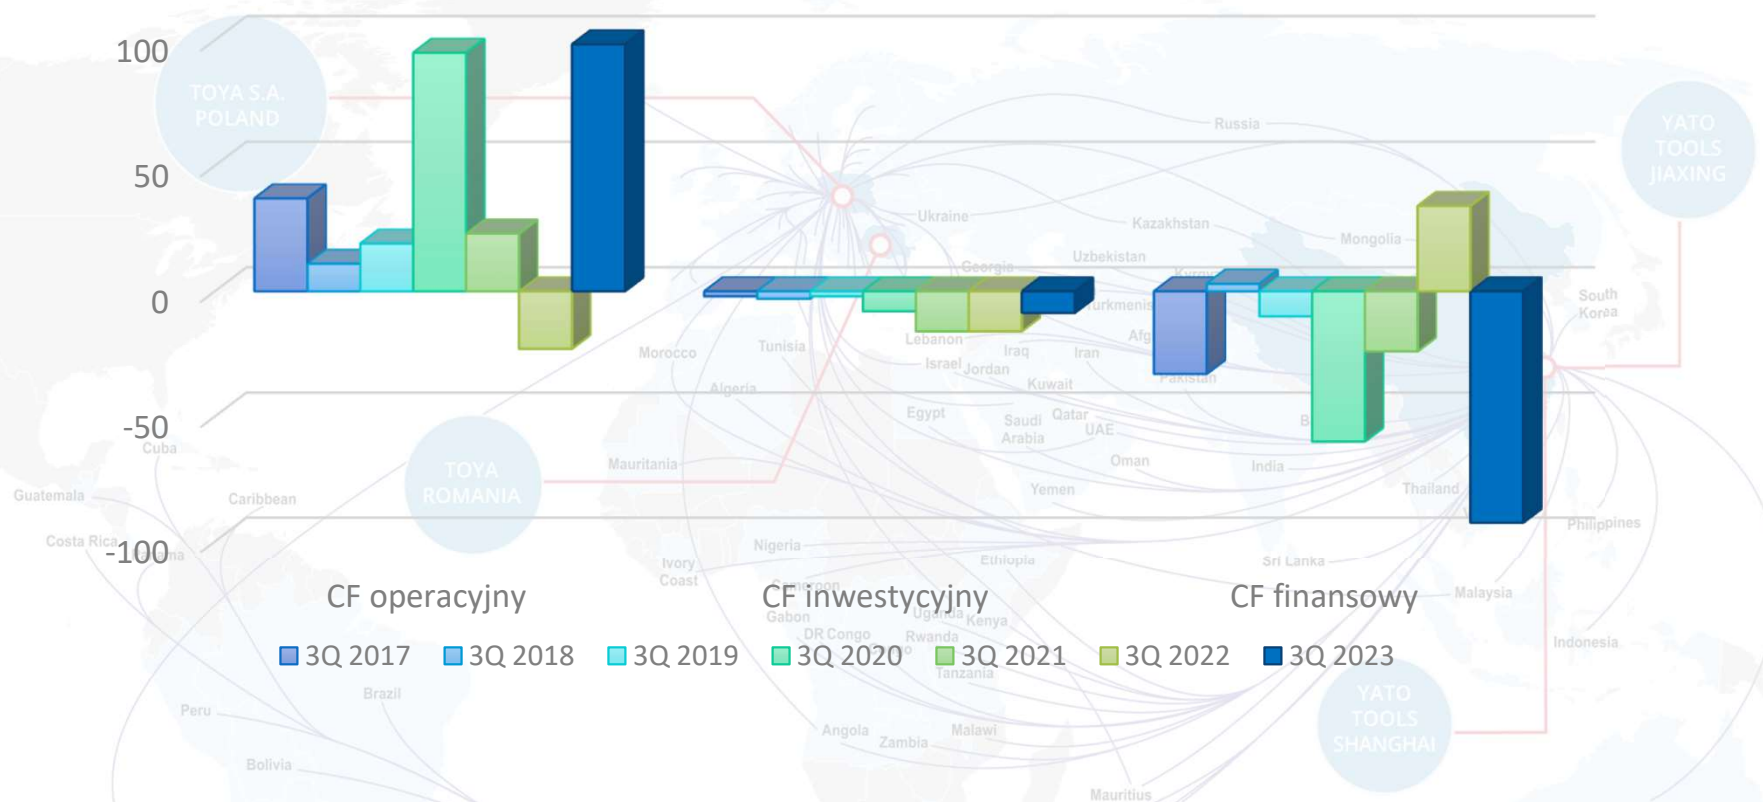 100
50
0
-50
-100
TOYA S.A.
POLAND
YATO
TOOLS
JIAXING
TOYA
ROMANIA
YATO
TOOLS
SHANGHAI
Russia
Ukraine
Kazakhstan
Mongolia
Uzbekistan
Georgia
South
Korea
Morocco
Tunisia
Lebanon
Iraq
Iran
Israel
Jordan
Kuwait
Pakistan
Algeria
Egypt
Saudi
Arabia
Qatar
UAE
Cuba
Mauritania
Oman
India
Yemen
Thailand
Guatemala
Caribbean
Philippines
Costa Rica
Nigeria
Ivory
Coast
Ethiopia
Sri Lanka
Cameroon
Malaysia
CF operacyjny
CF inwestycyjny
CF finansowy
Gabon
Uganda
Kenya
DR Congo
Rwanda
Indonesia
3Q 2017
3Q 2018
3Q 2019
3Q 2020
3Q 2021
3Q 2022
3Q 2023
Tanzania
Brazil
Peru
Angola
Zambia
Malawi
Bolivia
Mauritius